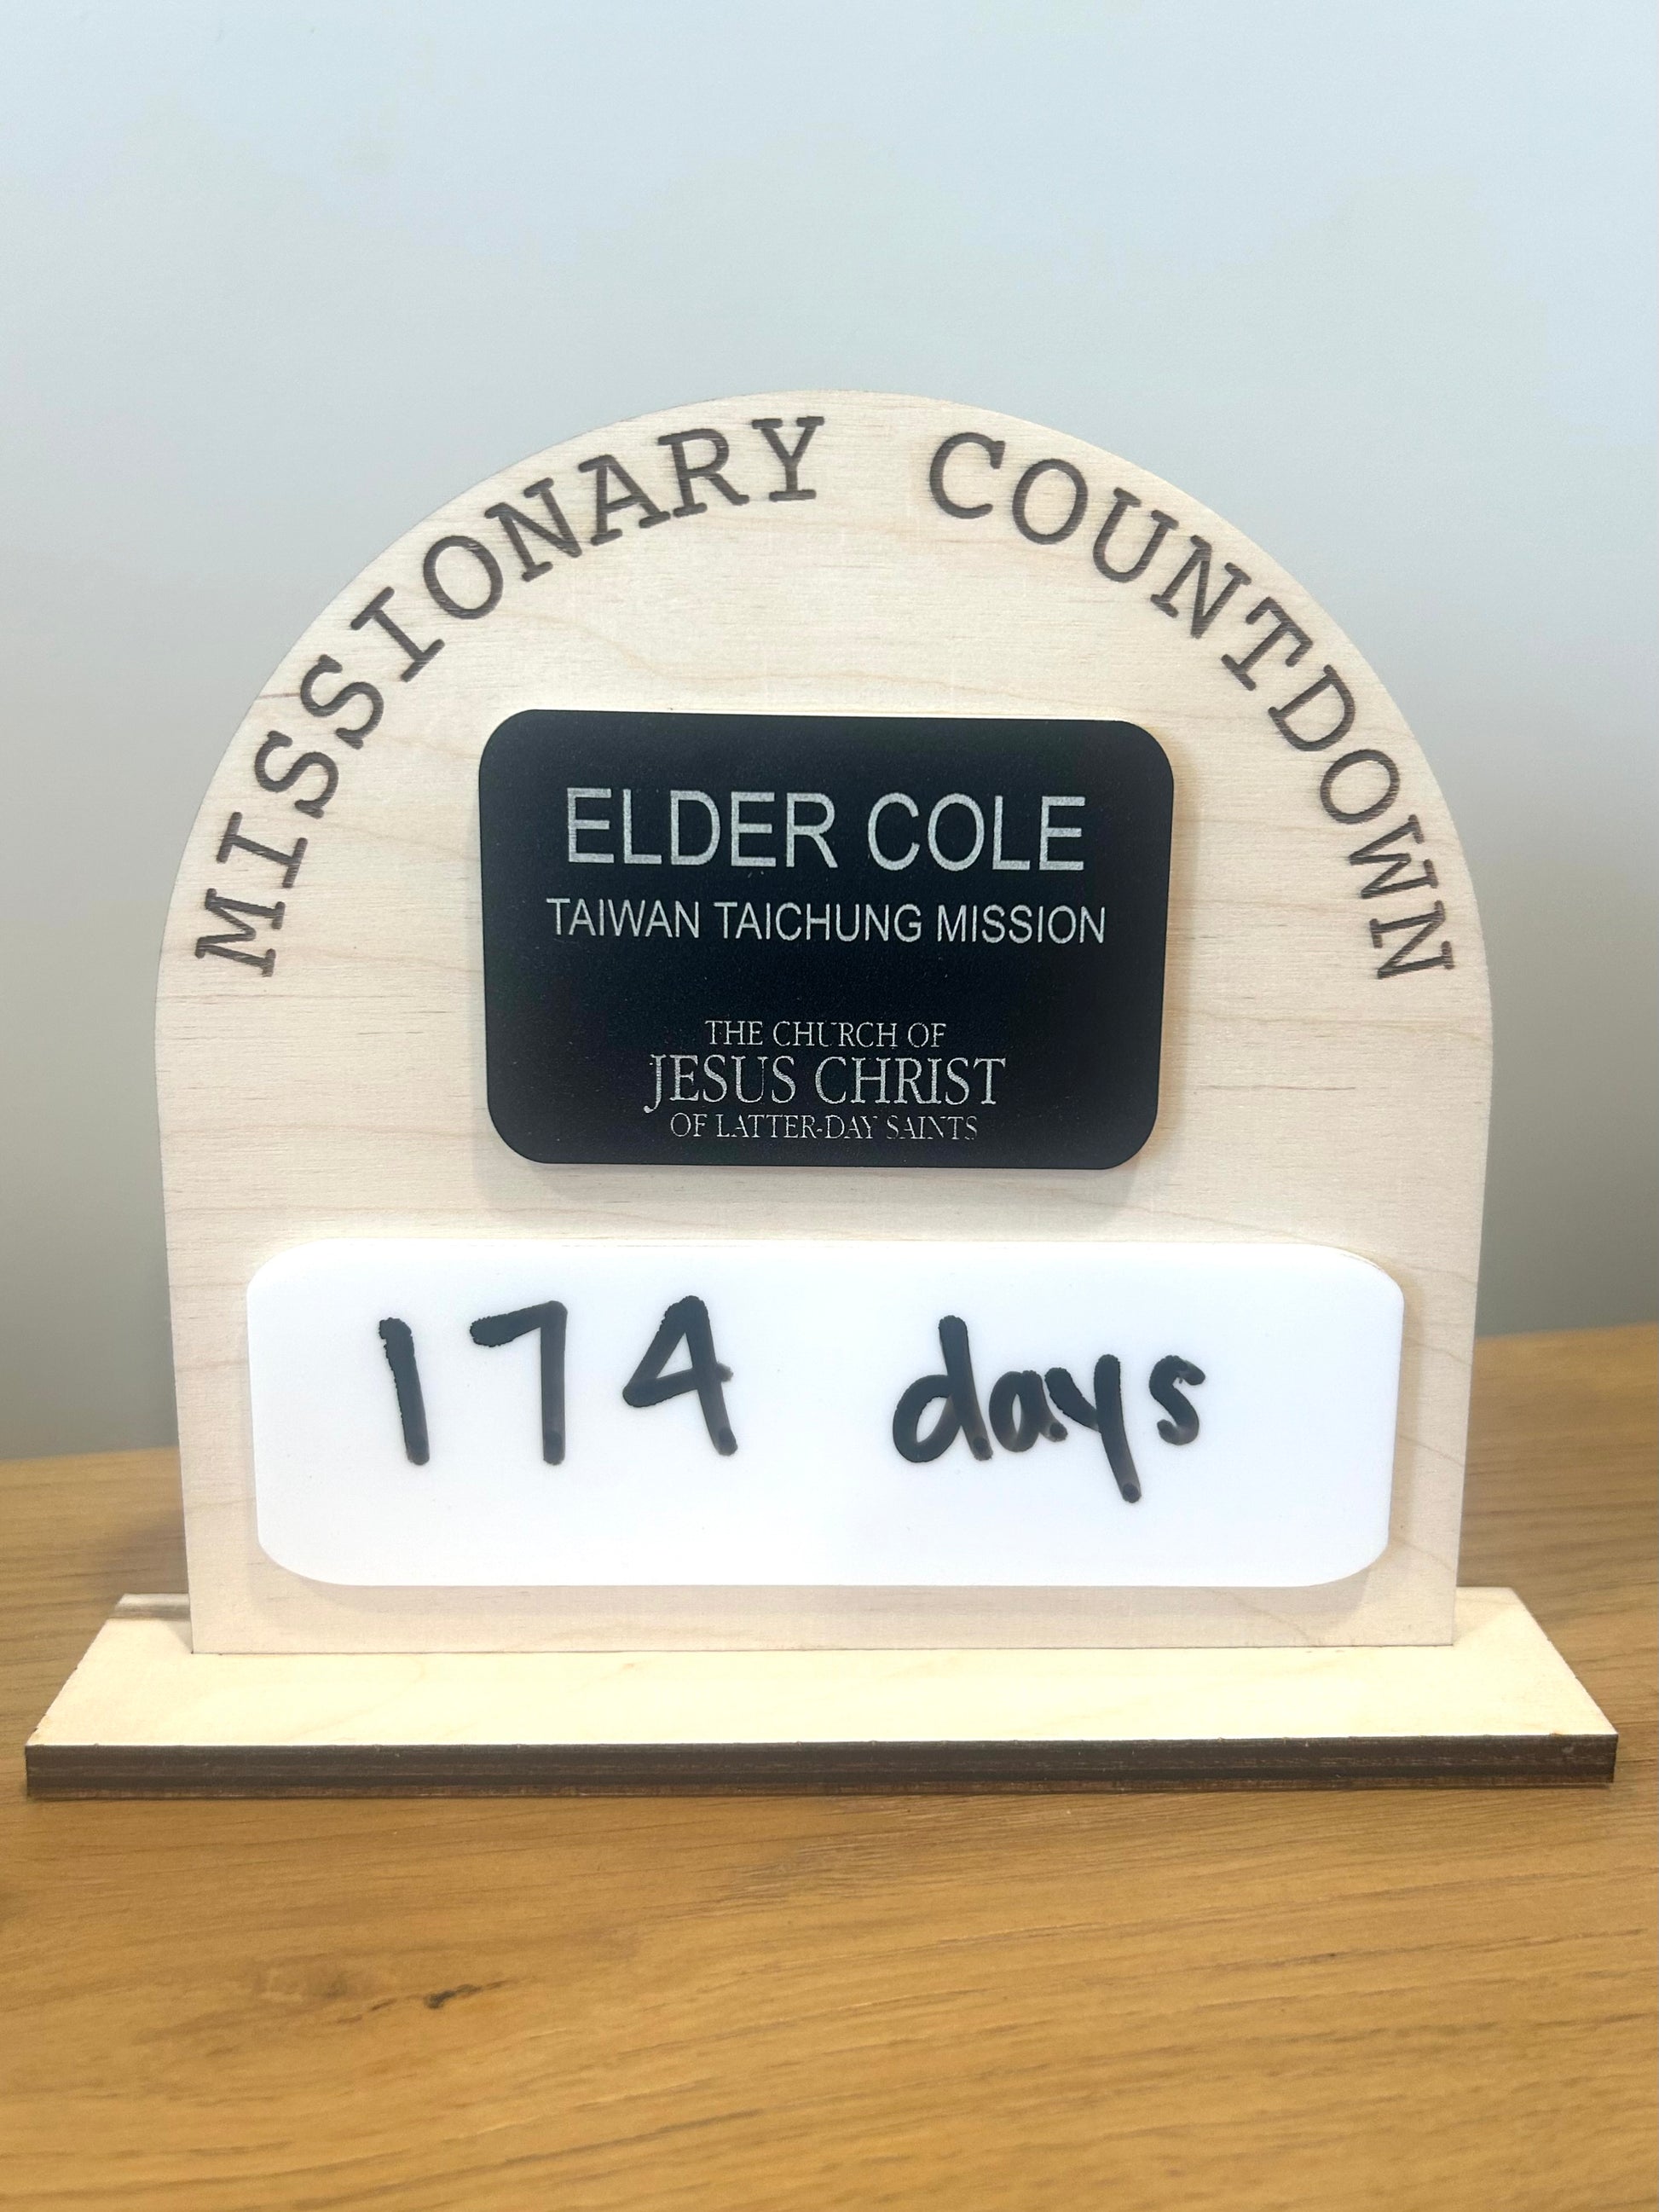 MISSIONARY COUNTDOWN
ELDER COLE
TAIWAN TAICHUNG MISSION
THE CHURCH OF
JESUS CHRIST
OF LATTER-DAY SAINTS
174 days